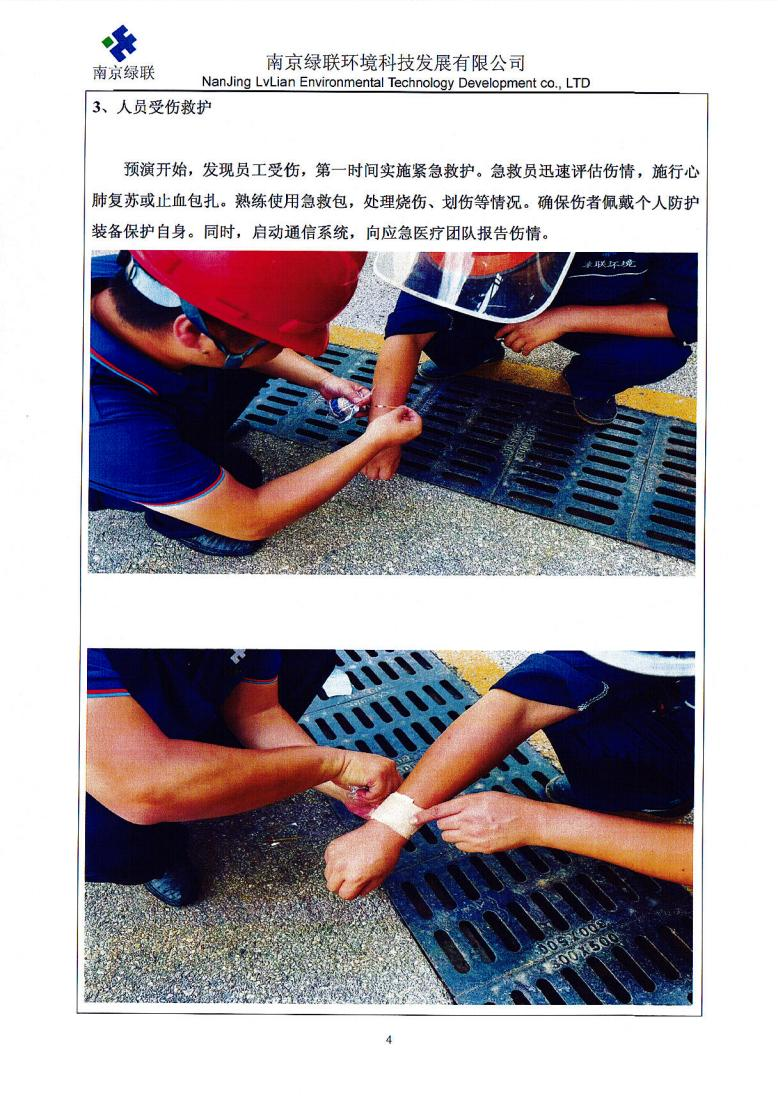 南京绿联
南京绿联环境科技发展有限公司
NanJing LvLian Environmental Technology Development co., LTD
3、人员受伤救护
预演开始，发现员工受伤，第一时间实施紧急救护。急救员迅速评估伤情，施行心
肺复苏或止血包扎。熟练使用急救包，处理烧伤、划伤等情况。确保伤者佩戴个人防护
装备保护自身。同时，启动通信系统，向应急医疗团队报告伤情。
联环境
4